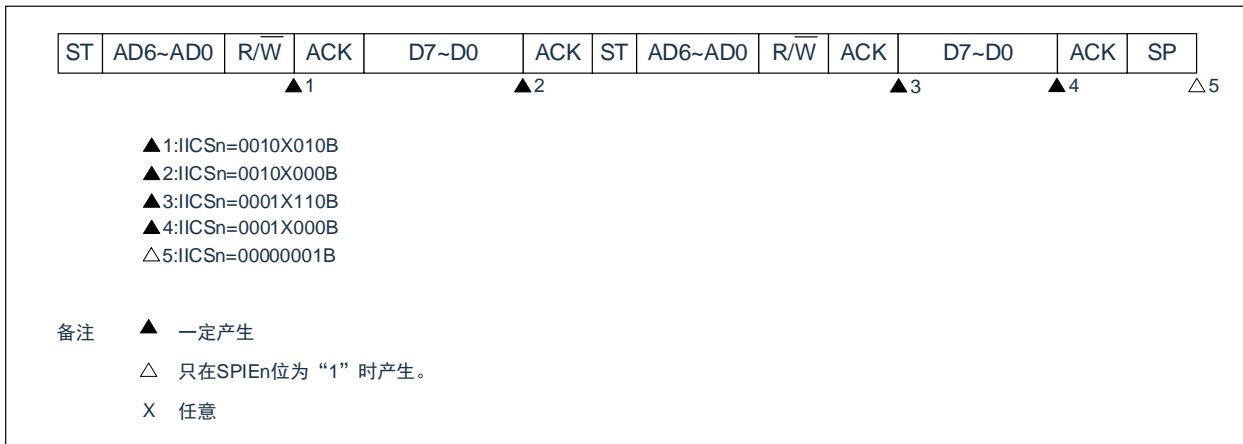 ST AD6~AD0 R/W̅ ACK D7~D0 ACK ST AD6~AD0 R/W̅ ACK D7~D0 ACK SP
▲1 ▲2 ▲3 ▲4 △5
▲1:IICSn=0010X010B
▲2:IICSn=0010X000B
▲3:IICSn=0001X110B
▲4:IICSn=0001X000B
△5:IICSn=00000001B
备注 ▲ 一定产生
△ 只在SPIEn位为“1”时产生。
X 任意